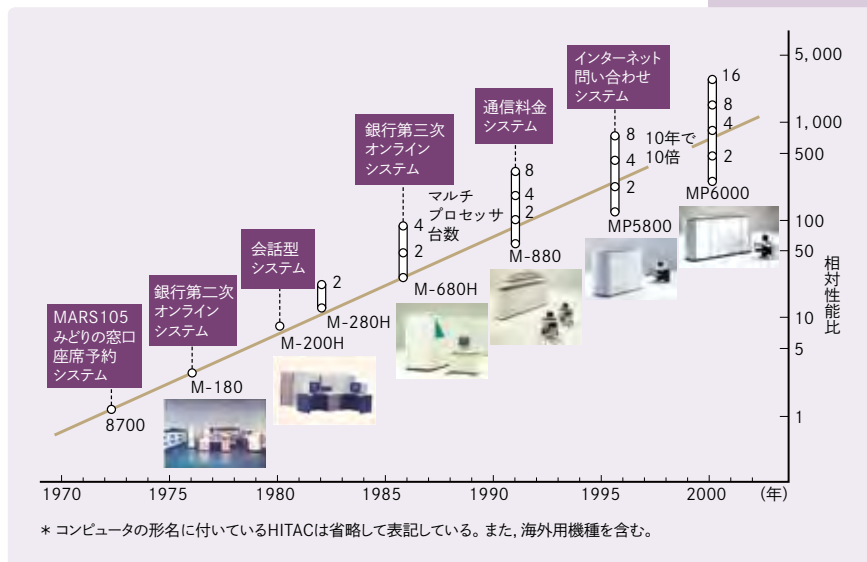 MARS105
みどりの窓口
座席予約
システム
銀行第二次
オンライン
システム
会話型
システム
銀行第三次
オンライン
システム
通信料金
システム
インターネット
問い合わせ
システム
マルチ
プロセッサ
台数
10年で
10倍
8700
M-180
M-200H
2
M-280H
4
2
M-680H
8
4
2
M-880
8
4
2
MP5800
16
8
4
2
MP6000
5,000
1,000
500
100
50
10
5
1
相対性能比
1970
1975
1980
1985
1990
1995
2000
(年)
* コンピュータの形名に付いているHITACは省略して表記している。また,海外用機種を含む。